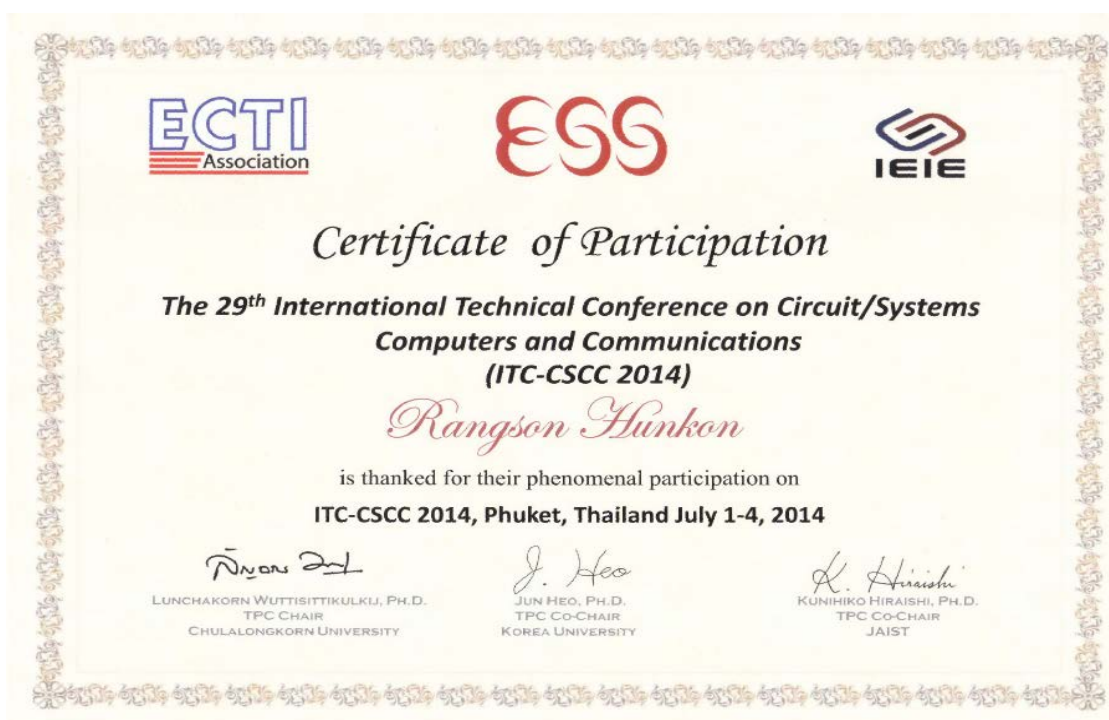 ECTI
Association
ESS
IEIE
Certificate of Participation
The 29th International Technical Conference on Circuit/Systems
Computers and Communications
(ITC-CSCC 2014)
Rangson Hunkon
is thanked for their phenomenal participation on
ITC-CSCC 2014, Phuket, Thailand July 1-4, 2014
J. Heo
K. Hiraishi
LUNCHAKORN WUTTISITTIKULKIJ, PH.D.
TPC CHAIR
CHULALONGKORN UNIVERSITY
JUN HEO, PH.D.
TPC CO-CHAIR
KOREA UNIVERSITY
KUNIHIKO HIRAISHI, PH.D.
TPC CO-CHAIR
JAIST